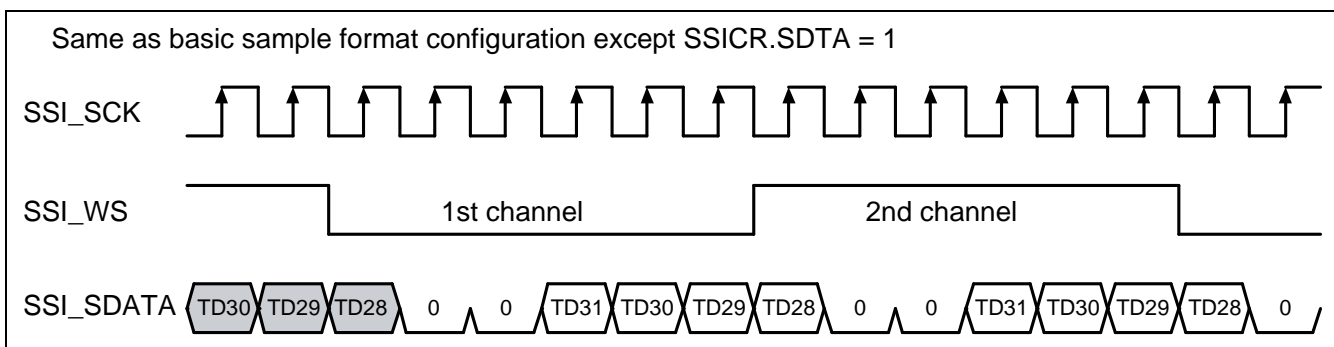 Same as basic sample format configuration except SSICR.SDTA = 1
SSI_SCK
SSI_WS 1st channel 2nd channel
SSI_SDATA TD30 TD29 TD28 0 0 TD31 TD30 TD29 TD28 0 0 TD31 TD30 TD29 TD28 0